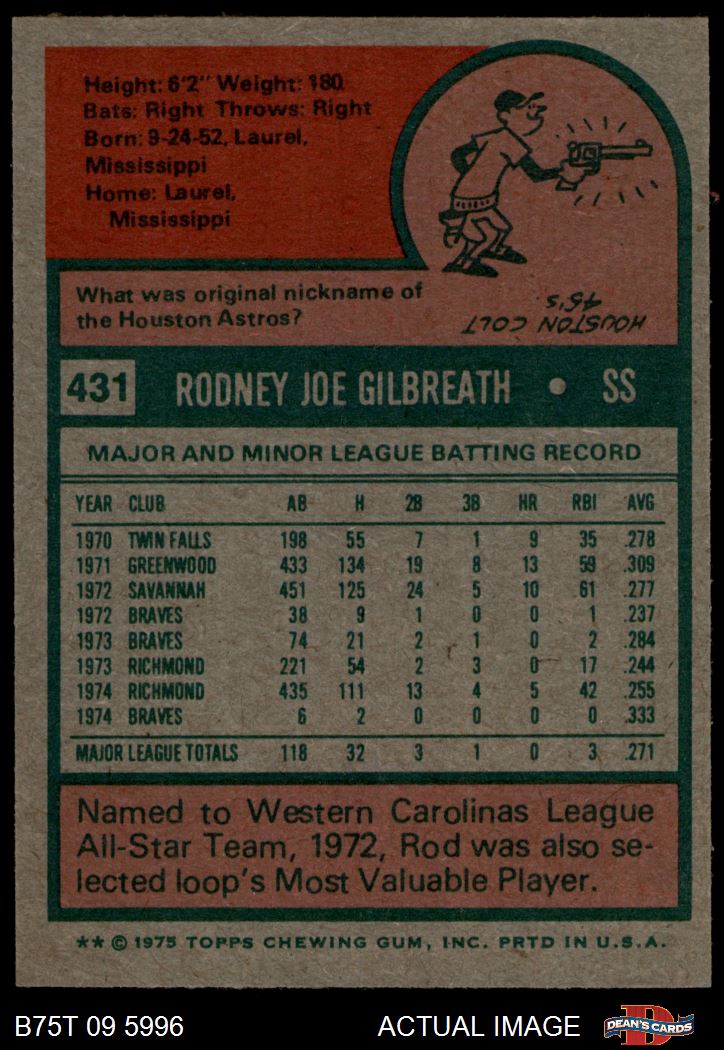 Height: 6'2" Weight: 180
Bats: Right Throws: Right
Born: 9-24-52, Laurel,
Mississippi
Home: Laurel,
Mississippi
What was original nickname of
the Houston Astros?
HOUSTON COLT
45's
431 RODNEY JOE GILBREATH • SS
MAJOR AND MINOR LEAGUE BATTING RECORD
YEAR CLUB AB H 2B 3B HR RBI AVG
1970 TWIN FALLS 198 55 7 1 9 35 .278
1971 GREENWOOD 433 134 19 8 13 59 .309
1972 SAVANNAH 451 125 24 5 10 61 .277
1972 BRAVES 38 9 1 0 0 1 .237
1973 BRAVES 74 21 2 1 0 2 .284
1973 RICHMOND 221 54 2 3 0 17 .244
1974 RICHMOND 435 111 13 4 5 42 .255
1974 BRAVES 6 2 0 0 0 0 .333
MAJOR LEAGUE TOTALS 118 32 3 1 0 3 .271
Named to Western Carolinas League
All-Star Team, 1972, Rod was also se-
lected loop's Most Valuable Player.
** © 1975 TOPPS CHEWING GUM, INC. PRTD IN U.S.A.
B75T 09 5996 ACTUAL IMAGE DEAN'S CARDS